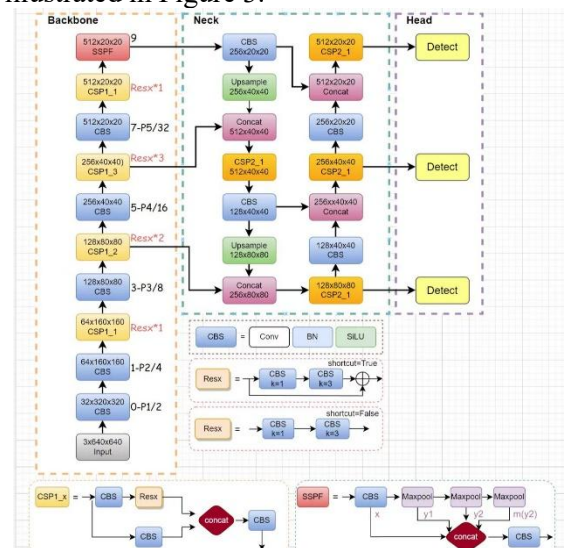 illustrated in Figure 3.
Backbone
512x20x20
SSPF
9
512x20x20
CSP1_1
Resx*1
512x20x20
CBS
7-P5/32
256x40x40)
CSP1_3
Resx*3
256x40x40
CBS
5-P4/16
128x80x80
CSP1_2
Resx*2
128x80x80
CBS
3-P3/8
64x160x160
CSP1_1
Resx*1
64x160x160
CBS
1-P2/4
32x320x320
CBS
0-P1/2
3x640x640
Input
Neck
CBS
256x20x20
Upsample
256x40x40
Concat
512x40x40
CSP2_1
512x40x40
CBS
128x40x40
Upsample
128x80x80
Concat
256x80x80
512x20x20
CSP2_1
512x20x20
Concat
256x20x20
CBS
256x40x40
CSP2_1
256xx40x40
Concat
128x40x40
CBS
128x80x80
CSP2_1
Head
Detect
Detect
Detect
CBS = Conv BN SiLU
shortcut=True
Resx = CBS k=1 CBS k=3
shortcut=False
Resx = CBS k=1 CBS k=3
CSP1_x = CBS Resx
CBS
concat CBS
SSPF = CBS Maxpool Maxpool Maxpool
x y1 y2 m(y2)
concat CBS